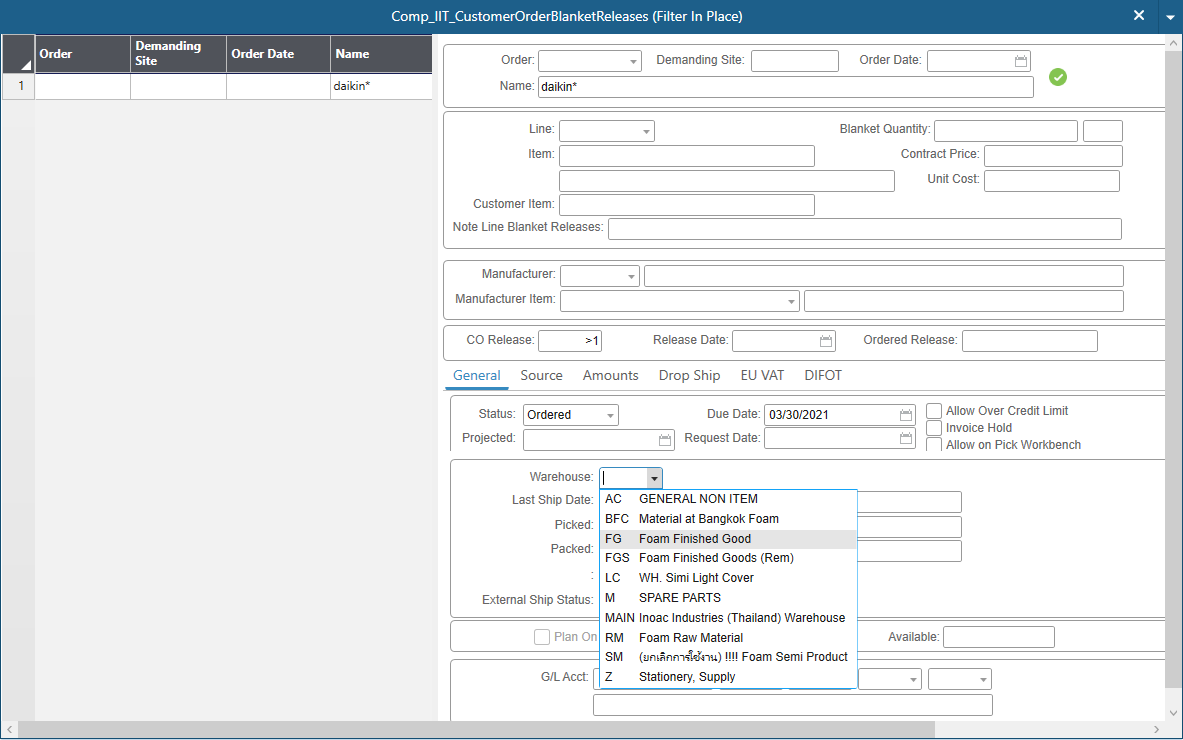 Comp_IIT_CustomerOrderBlanketReleases (Filter In Place)
Order Demanding Site Order Date Name
1 daikin*
Order: Demanding Site: Order Date:
Name: daikin*
Line: Blanket Quantity:
Item: Contract Price:
Unit Cost:
Customer Item:
Note Line Blanket Releases:
Manufacturer:
Manufacturer Item:
CO Release: >1 Release Date: Ordered Release:
General Source Amounts Drop Ship EU VAT DIFOT
Status: Ordered Due Date: 03/30/2021 Allow Over Credit Limit
Invoice Hold
Projected: Request Date: Allow on Pick Workbench
Warehouse:
Last Ship Date:
Picked:
Packed:
:
External Ship Status:
AC GENERAL NON ITEM
BFC Material at Bangkok Foam
FG Foam Finished Good
FGS Foam Finished Goods (Rem)
LC WH. Simi Light Cover
M SPARE PARTS
MAIN Inoac Industries (Thailand) Warehouse
RM Foam Raw Material
SM (ยกเลิกการใช้งาน) !!!! Foam Semi Product
Z Stationery, Supply
Plan On Available:
G/L Acct: